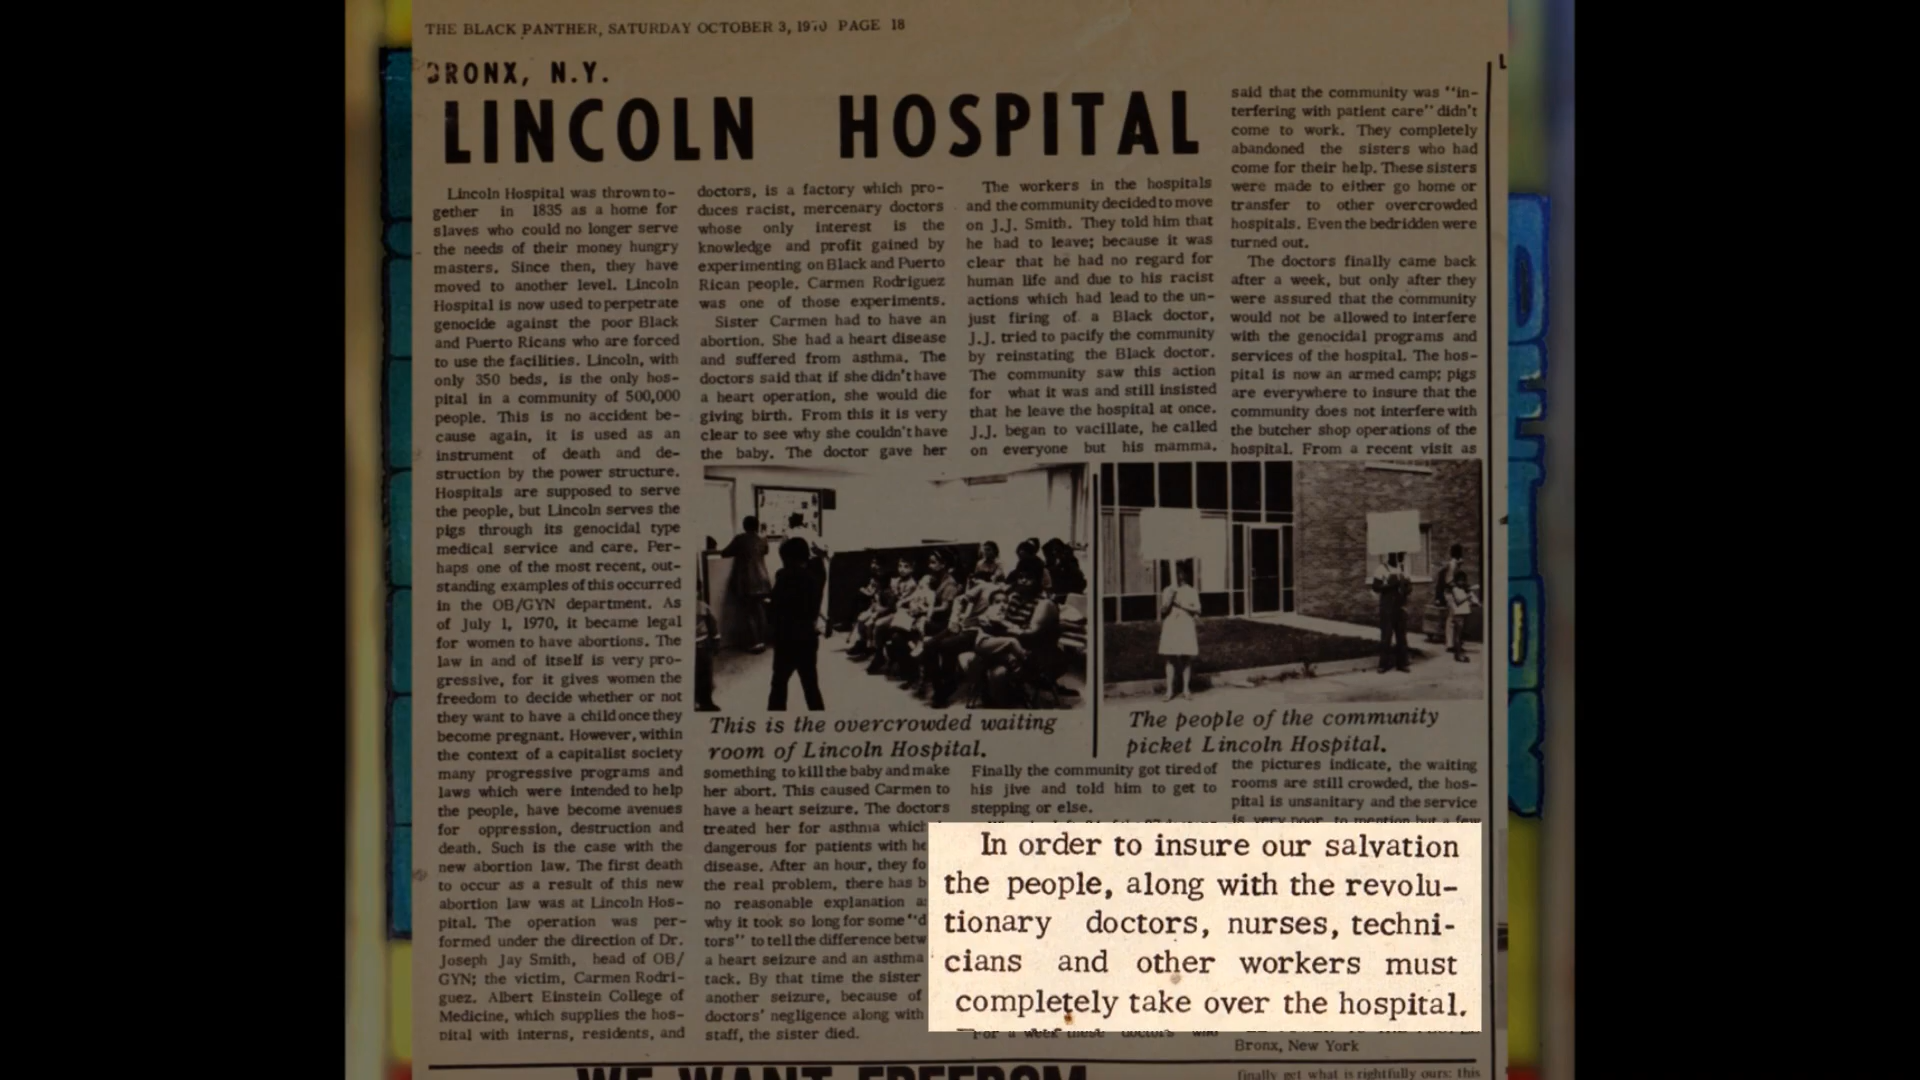 THE BLACK PANTHER, SATURDAY OCTOBER 3, 1970 PAGE 18
BRONX, N.Y.
LINCOLN HOSPITAL
Lincoln Hospital was thrown to-
gether in 1835 as a home for
slaves who could no longer serve
the needs of their money hungry
masters. Since then, they have
moved to another level. Lincoln
Hospital is now used to perpetrate
genocide against the poor Black
and Puerto Ricans who are forced
to use the facilities. Lincoln, with
only 350 beds, is the only hos-
pital in a community of 500,000
people. This is no accident be-
cause again, it is used as an
instrument of death and de-
struction by the power structure.
Hospitals are supposed to serve
the people, but Lincoln serves the
pigs through its genocidal type
medical service and care. Per-
haps one of the most recent, out-
standing examples of this occurred
in the OB/GYN department. As
of July 1, 1970, it became legal
for women to have abortions. The
law in and of itself is very pro-
gressive, for it gives women the
freedom to decide whether or not
they want to have a child once they
become pregnant. However, within
the context of a capitalist society
many progressive programs and
laws which were intended to help
the people, have become avenues
for oppression, destruction and
death. Such is the case with the
new abortion law. The first death
to occur as a result of this new
abortion law was at Lincoln Hos-
pital. The operation was per-
formed under the direction of Dr.
Joseph Jay Smith, head of OB/
GYN; the victim, Carmen Rodri-
guez. Albert Einstein College of
Medicine, which supplies the hos-
pital with interns, residents, and
doctors, is a factory which pro-
duces racist, mercenary doctors
whose only interest is the
knowledge and profit gained by
experimenting on Black and Puerto
Rican people. Carmen Rodriguez
was one of those experiments.
Sister Carmen had to have an
abortion. She had a heart disease
and suffered from asthma. The
doctors said that if she didn't have
a heart operation, she would die
giving birth. From this it is very
clear to see why she couldn't have
the baby. The doctor gave her
This is the overcrowded waiting
room of Lincoln Hospital.
something to kill the baby and make
her abort. This caused Carmen to
have a heart seizure. The doctors
treated her for asthma which
dangerous for patients with he
disease. After an hour, they fo
the real problem, there has b
no reasonable explanation a
why it took so long for some "d
tors" to tell the difference betw
a heart seizure and an asthma
tack. By that time the sister
another seizure, because of
doctors' negligence along with
staff, the sister died.
The workers in the hospitals
and the community decided to move
on J.J. Smith. They told him that
he had to leave; because it was
clear that he had no regard for
human life and due to his racist
actions which had lead to the un-
just firing of a Black doctor,
J.J. tried to pacify the community
by reinstating the Black doctor.
The community saw this action
for what it was and still insisted
that he leave the hospital at once.
J.J. began to vacillate, he called
on everyone but his mamma.
The people of the community
picket Lincoln Hospital.
Finally the community got tired of
his jive and told him to get to
stepping or else.
For a week these doctors who
said that the community was "in-
terfering with patient care" didn't
come to work. They completely
abandoned the sisters who had
come for their help. These sisters
were made to either go home or
transfer to other overcrowded
hospitals. Even the bedridden were
turned out.
The doctors finally came back
after a week, but only after they
were assured that the community
would not be allowed to interfere
with the genocidal programs and
services of the hospital. The hos-
pital is now an armed camp; pigs
are everywhere to insure that the
community does not interfere with
the butcher shop operations of the
hospital. From a recent visit as
the pictures indicate, the waiting
rooms are still crowded, the hos-
pital is unsanitary and the service
is very poor, to mention but a few
In order to insure our salvation
the people, along with the revolu-
tionary doctors, nurses, techni-
cians and other workers must
completely take over the hospital.
Bronx, New York
WE WANT FREEDOM
finally get what is rightfully ours: this